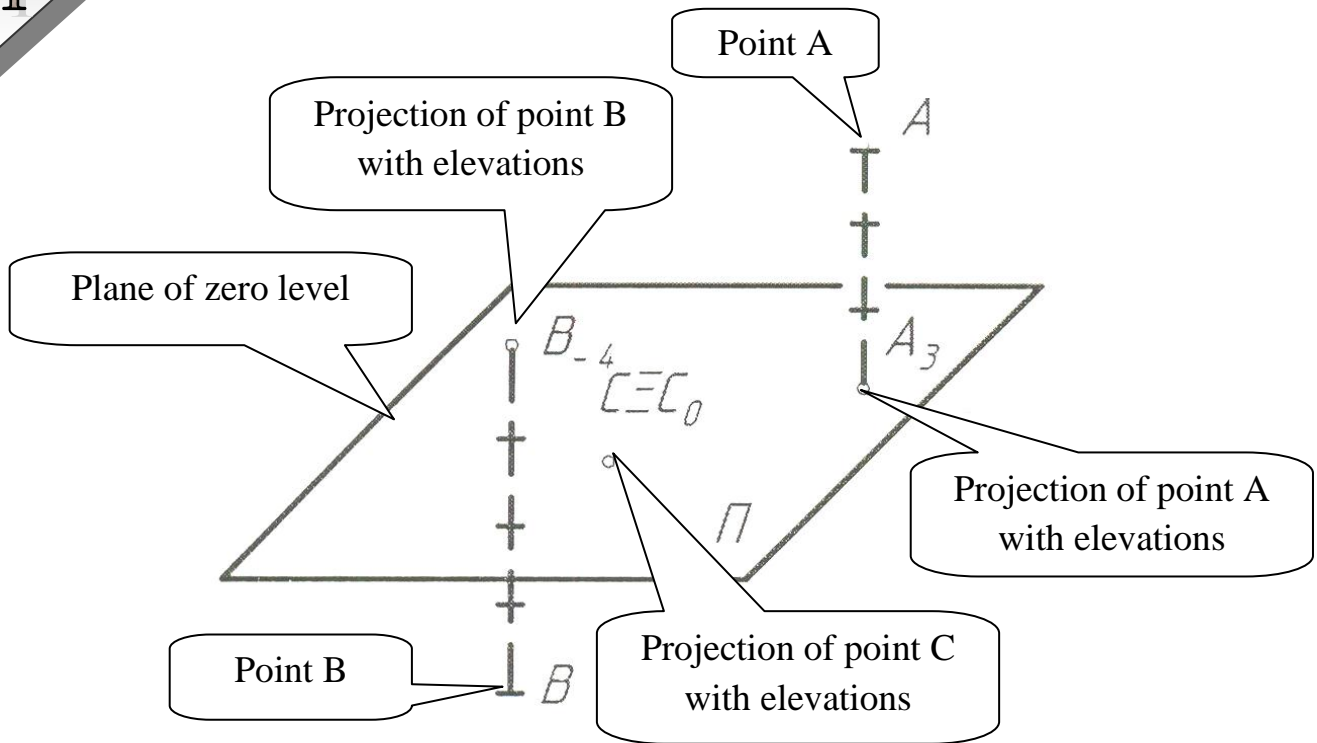 Point A
Projection of point B
with elevations
A
Plane of zero level
B₋₄
A₃
C≡C₀
Projection of point A
with elevations
П
Projection of point C
with elevations
Point B
B